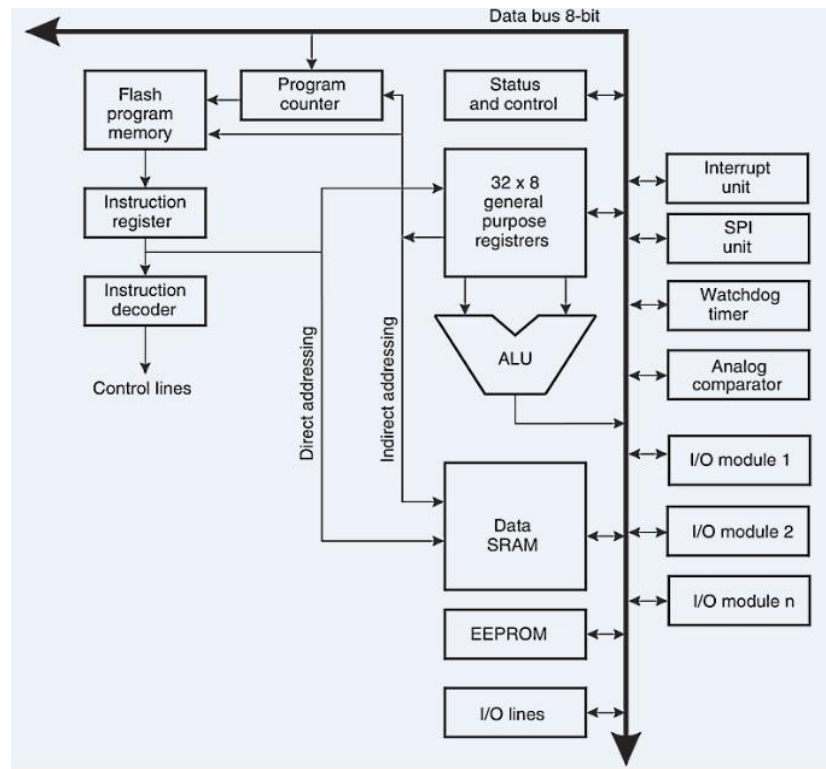 Data bus 8-bit
Flash
program
memory
Program
counter
Status
and control
Instruction
register
32 x 8
general
purpose
registrers
Interrupt
unit
SPI
unit
Instruction
decoder
Watchdog
timer
Control lines
Direct addressing
Indirect addressing
ALU
Analog
comparator
I/O module 1
Data
SRAM
I/O module 2
I/O module n
EEPROM
I/O lines